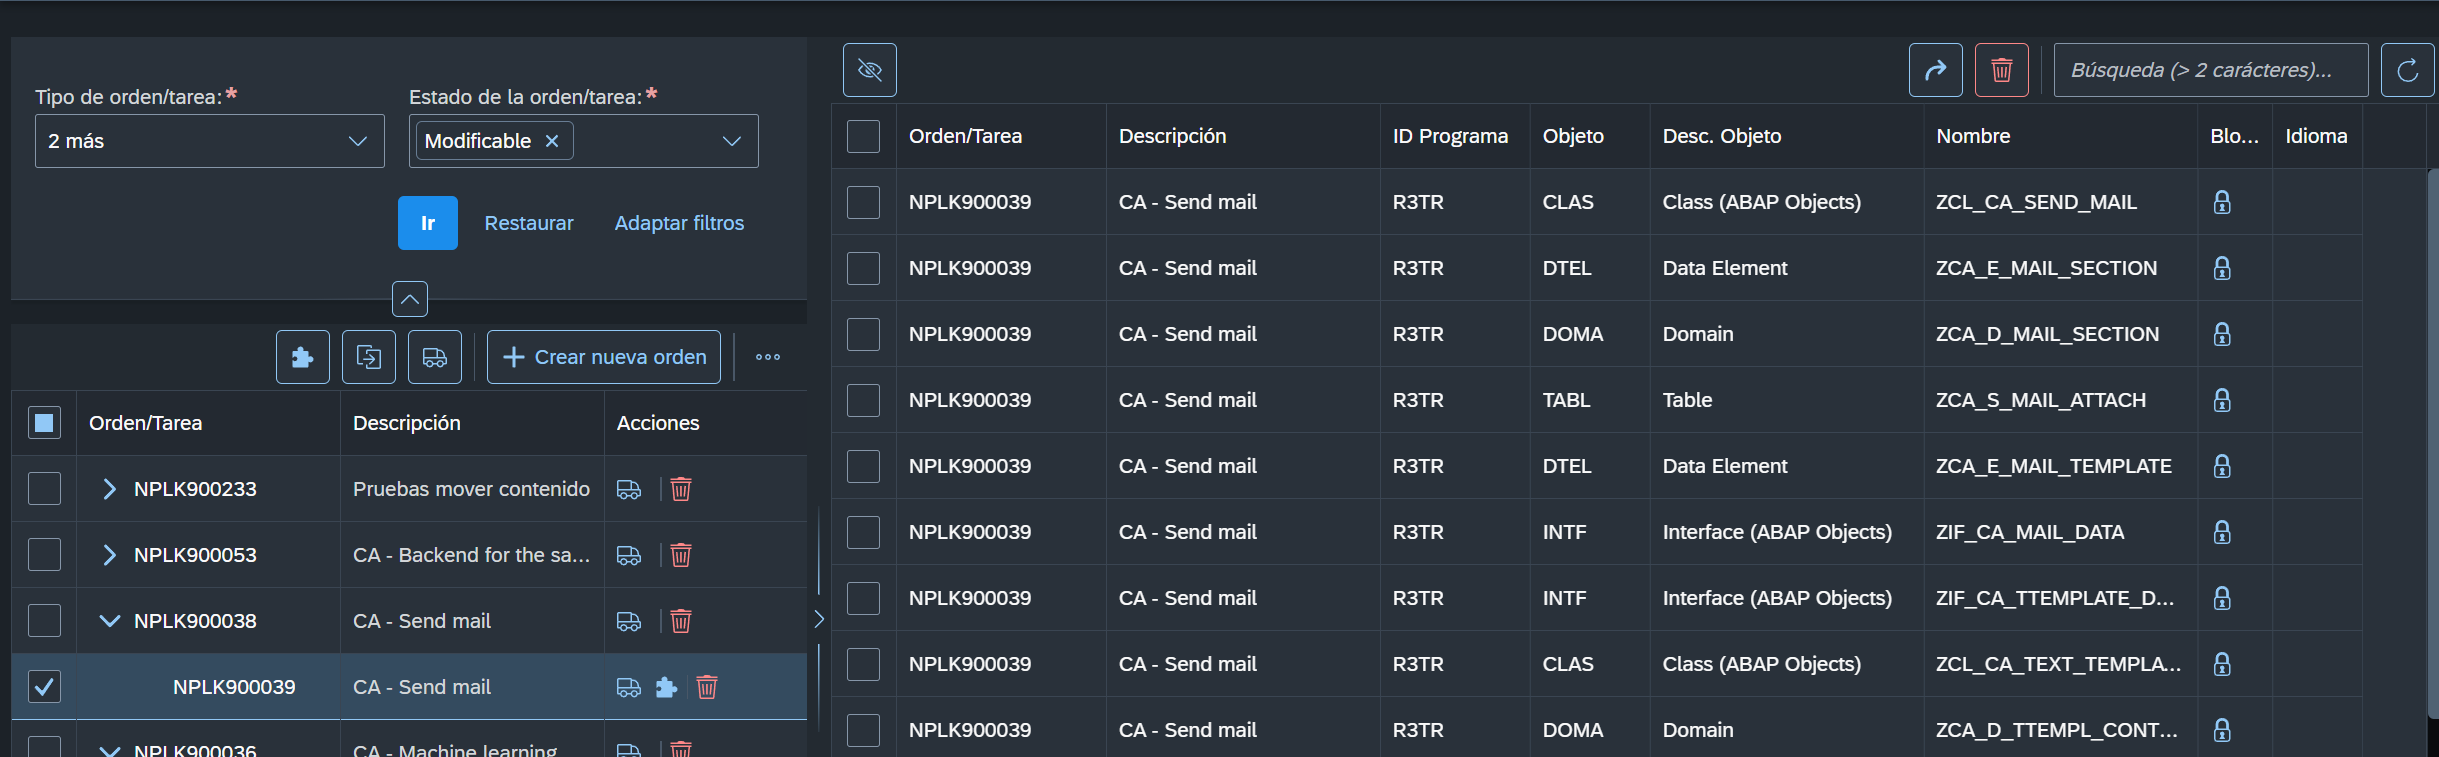 Tipo de orden/tarea:*
Estado de la orden/tarea:*
2 más
Modificable
Ir
Restaurar
Adaptar filtros
Crear nueva orden
Orden/Tarea Descripción Acciones
NPLK900233 Pruebas mover contenido
NPLK900053 CA - Backend for the sa...
NPLK900038 CA - Send mail
NPLK900039 CA - Send mail
NPLK900036 CA - Machine learning
Búsqueda (> 2 carácteres)...
Orden/Tarea Descripción ID Programa Objeto Desc. Objeto Nombre Blo... Idioma
NPLK900039 CA - Send mail R3TR CLAS Class (ABAP Objects) ZCL_CA_SEND_MAIL
NPLK900039 CA - Send mail R3TR DTEL Data Element ZCA_E_MAIL_SECTION
NPLK900039 CA - Send mail R3TR DOMA Domain ZCA_D_MAIL_SECTION
NPLK900039 CA - Send mail R3TR TABL Table ZCA_S_MAIL_ATTACH
NPLK900039 CA - Send mail R3TR DTEL Data Element ZCA_E_MAIL_TEMPLATE
NPLK900039 CA - Send mail R3TR INTF Interface (ABAP Objects) ZIF_CA_MAIL_DATA
NPLK900039 CA - Send mail R3TR INTF Interface (ABAP Objects) ZIF_CA_TTEMPLATE_D...
NPLK900039 CA - Send mail R3TR CLAS Class (ABAP Objects) ZCL_CA_TEXT_TEMPLA...
NPLK900039 CA - Send mail R3TR DOMA Domain ZCA_D_TTEMPL_CONT...